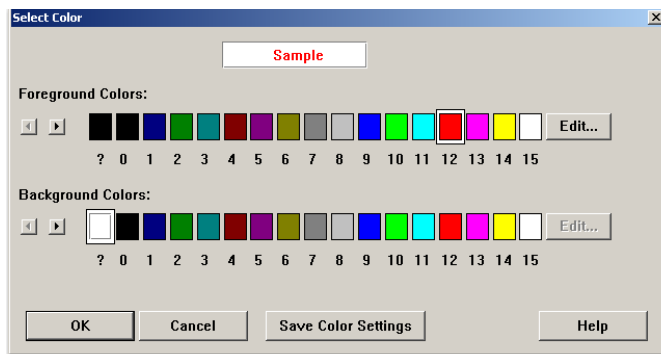 Select Color
Sample
Foreground Colors:
Edit...
? 0 1 2 3 4 5 6 7 8 9 10 11 12 13 14 15
Background Colors:
Edit...
? 0 1 2 3 4 5 6 7 8 9 10 11 12 13 14 15
OK Cancel Save Color Settings Help